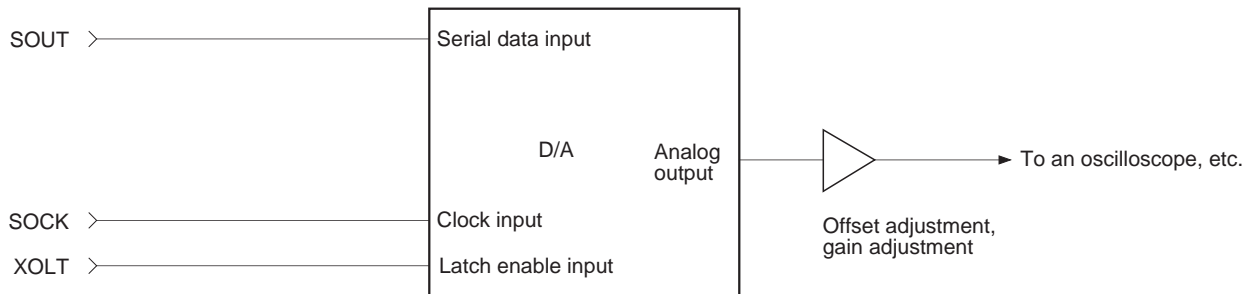 SOUT
Serial data input
D/A
Analog
output
To an oscilloscope, etc.
SOCK
Clock input
Offset adjustment,
gain adjustment
XOLT
Latch enable input